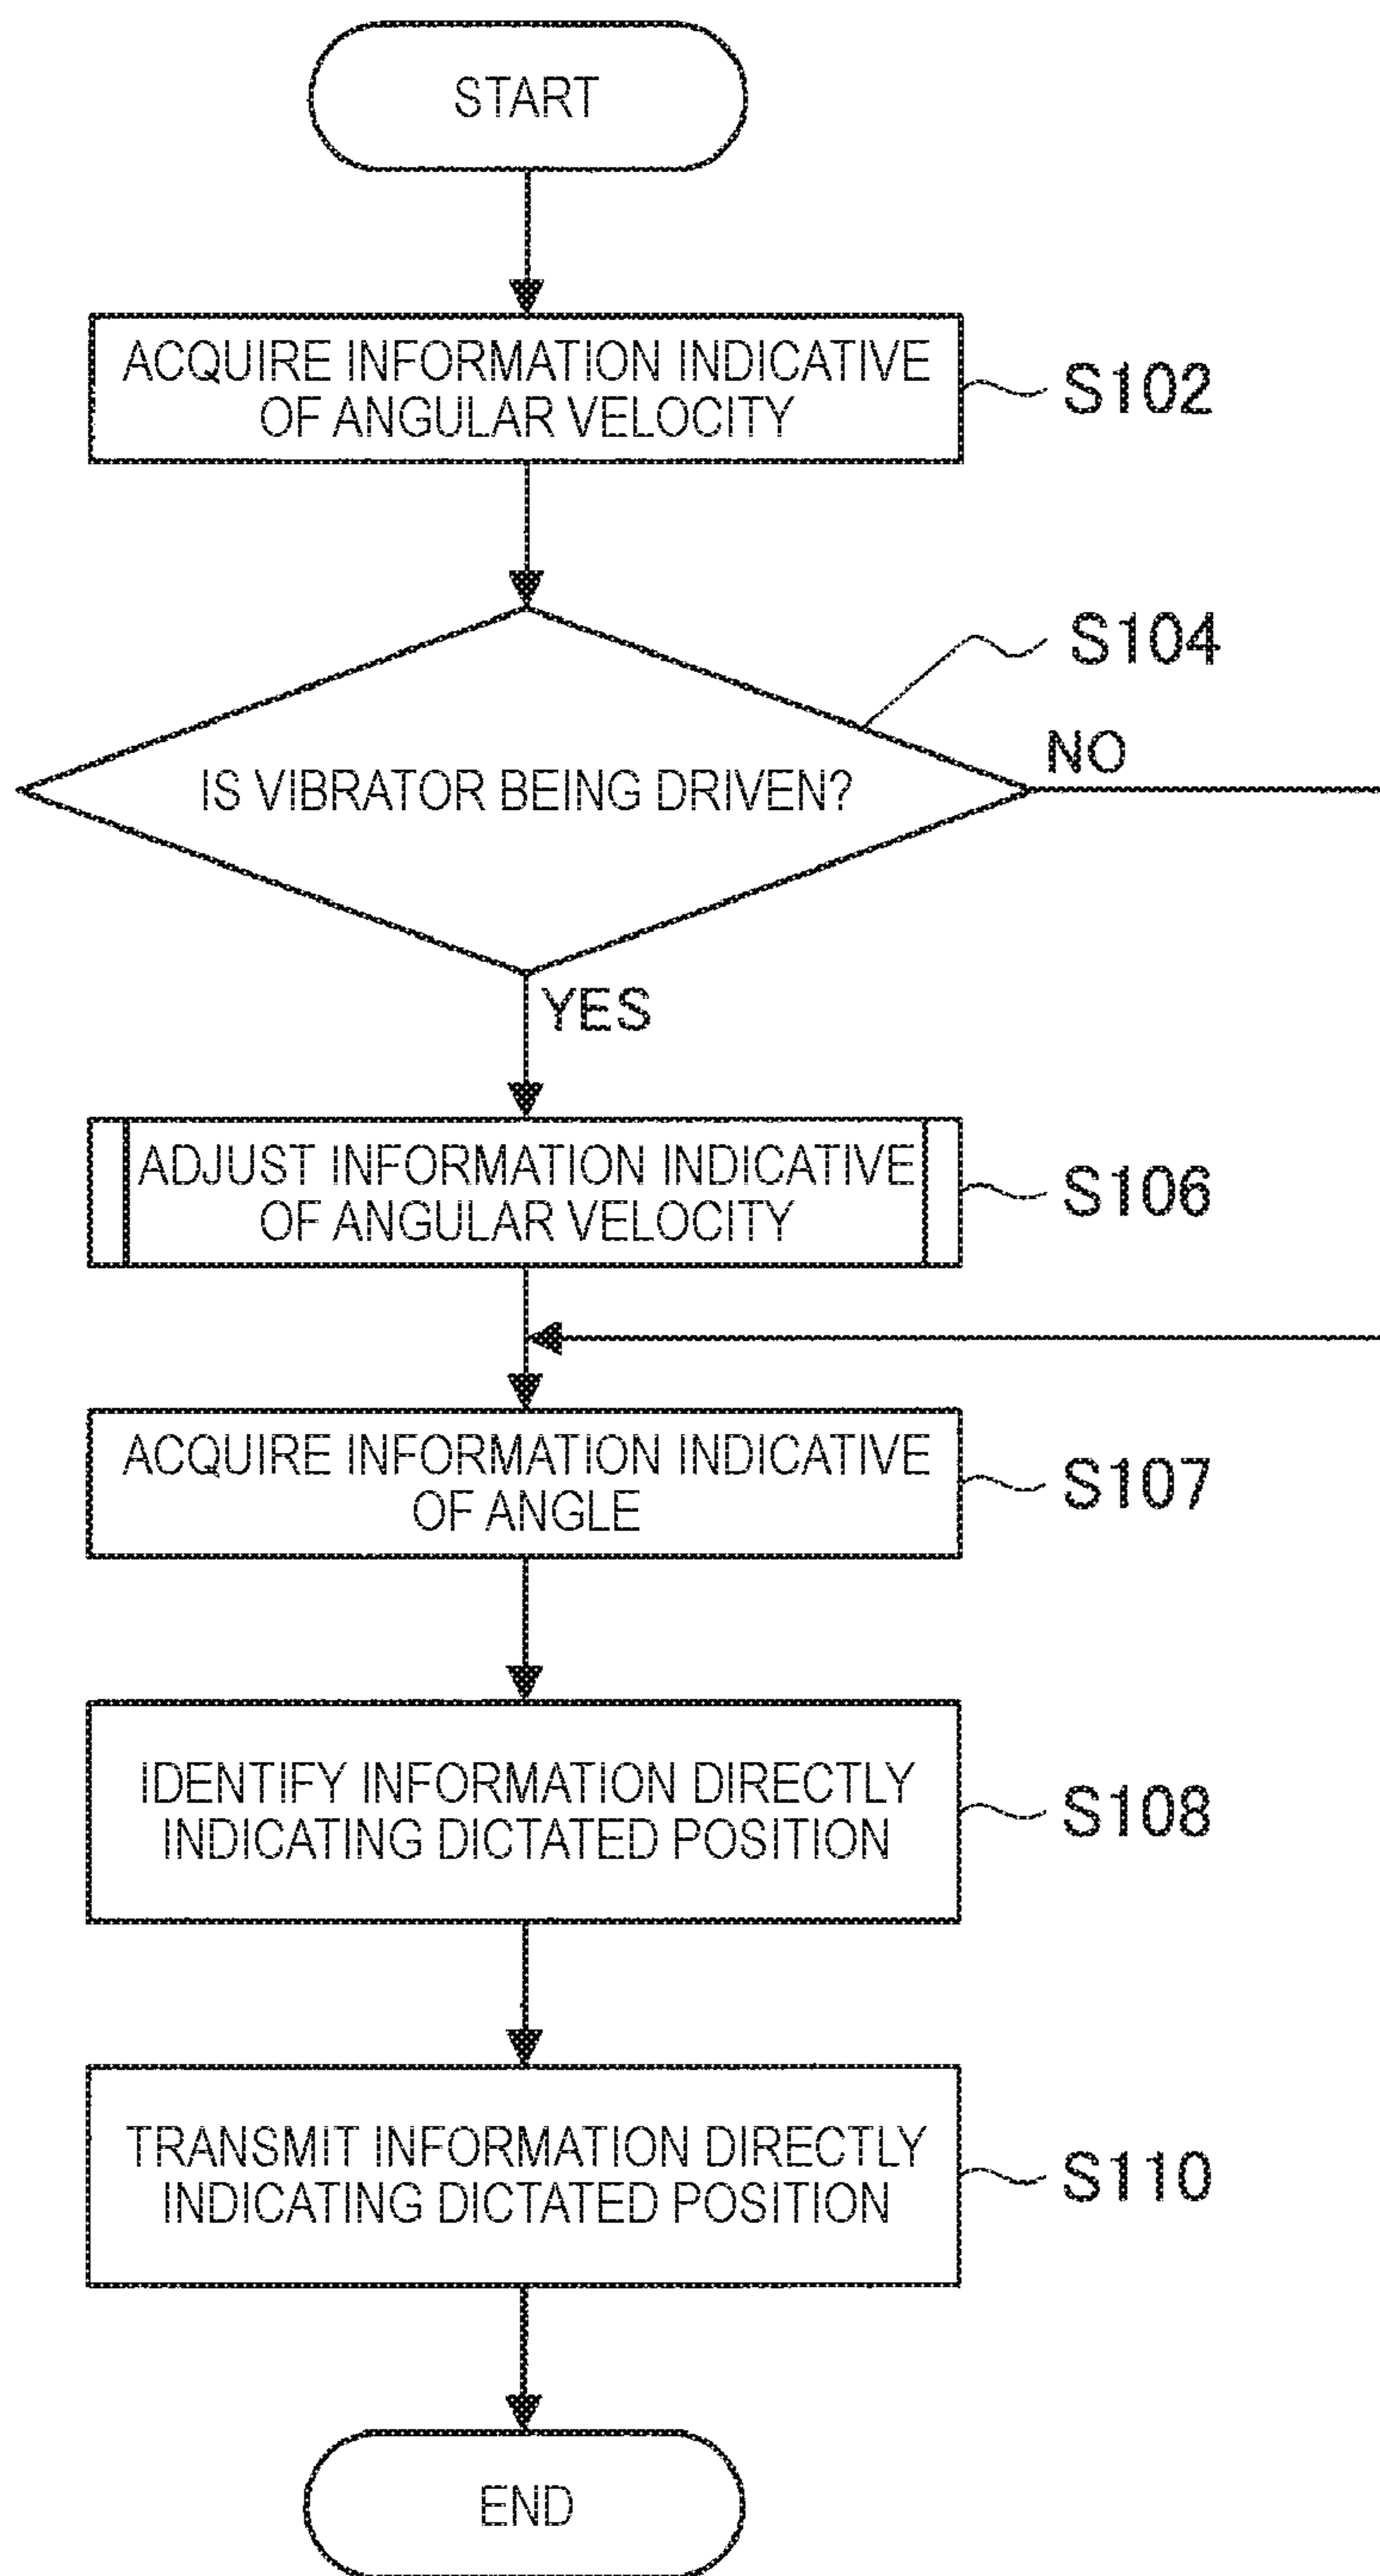 START
ACQUIRE INFORMATION INDICATIVE
OF ANGULAR VELOCITY
S102
S104
NO
IS VIBRATOR BEING DRIVEN?
YES
ADJUST INFORMATION INDICATIVE
OF ANGULAR VELOCITY
S106
ACQUIRE INFORMATION INDICATIVE
OF ANGLE
S107
IDENTIFY INFORMATION DIRECTLY
INDICATING DICTATED POSITION
S108
TRANSMIT INFORMATION DIRECTLY
INDICATING DICTATED POSITION
S110
END